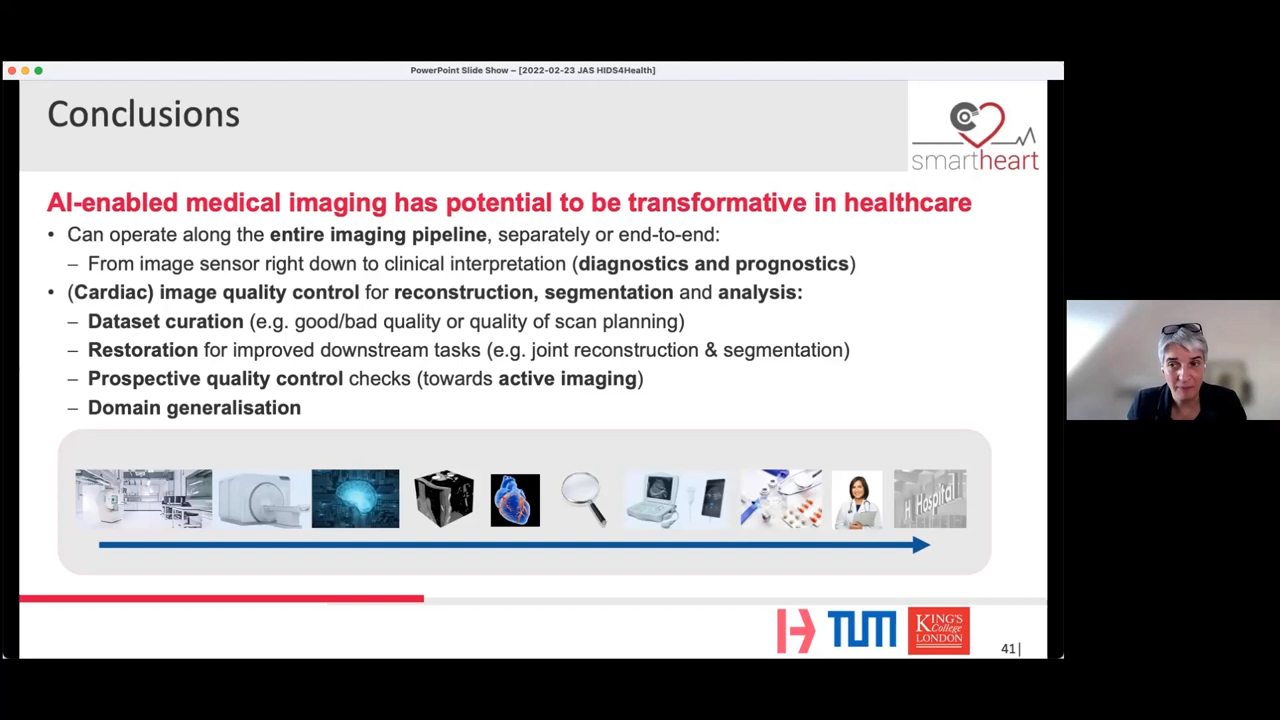 PowerPoint Slide Show – [2022-02-23 JAS HIDS4Health]
Conclusions
smartheart
AI-enabled medical imaging has potential to be transformative in healthcare
• Can operate along the entire imaging pipeline, separately or end-to-end:
– From image sensor right down to clinical interpretation (diagnostics and prognostics)
• (Cardiac) image quality control for reconstruction, segmentation and analysis:
– Dataset curation (e.g. good/bad quality or quality of scan planning)
– Restoration for improved downstream tasks (e.g. joint reconstruction & segmentation)
– Prospective quality control checks (towards active imaging)
– Domain generalisation
H Hospital
TUM
KING'S
College
LONDON
41|